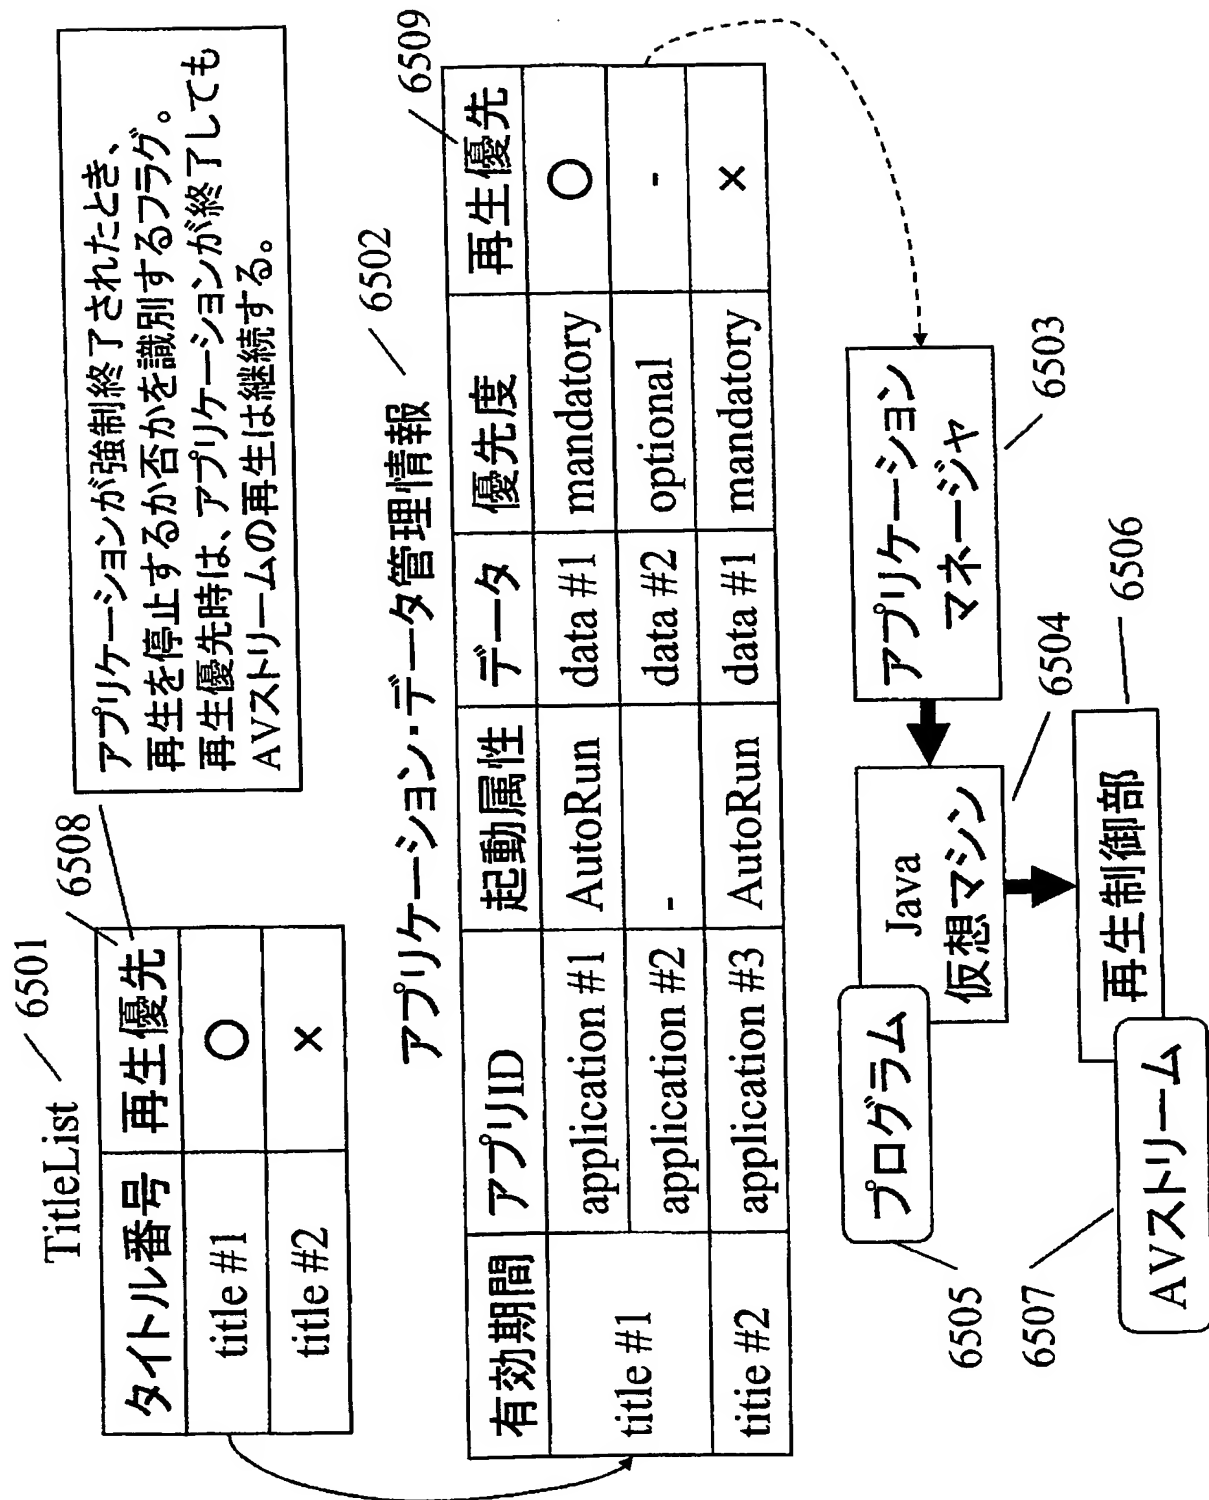 TitleList 6501
6508
タイトル番号 再生優先
title #1 ○
title #2 ×
アプリケーションが強制終了されたとき、
再生を停止するか否かを識別するフラグ。
再生優先時は、アプリケーションが終了しても
AVストリームの再生は継続する。
アプリケーション・データ管理情報 6502
6509
有効期間 アプリID 起動属性 データ 優先度 再生優先
title #1 application #1 AutoRun data #1 mandatory ○
application #2 - data #2 optional -
titie #2 application #3 AutoRun data #1 mandatory ×
プログラム
6505
Java
仮想マシン
6504
アプリケーション
マネージャ
6503
AVストリーム
6507
再生制御部
6506